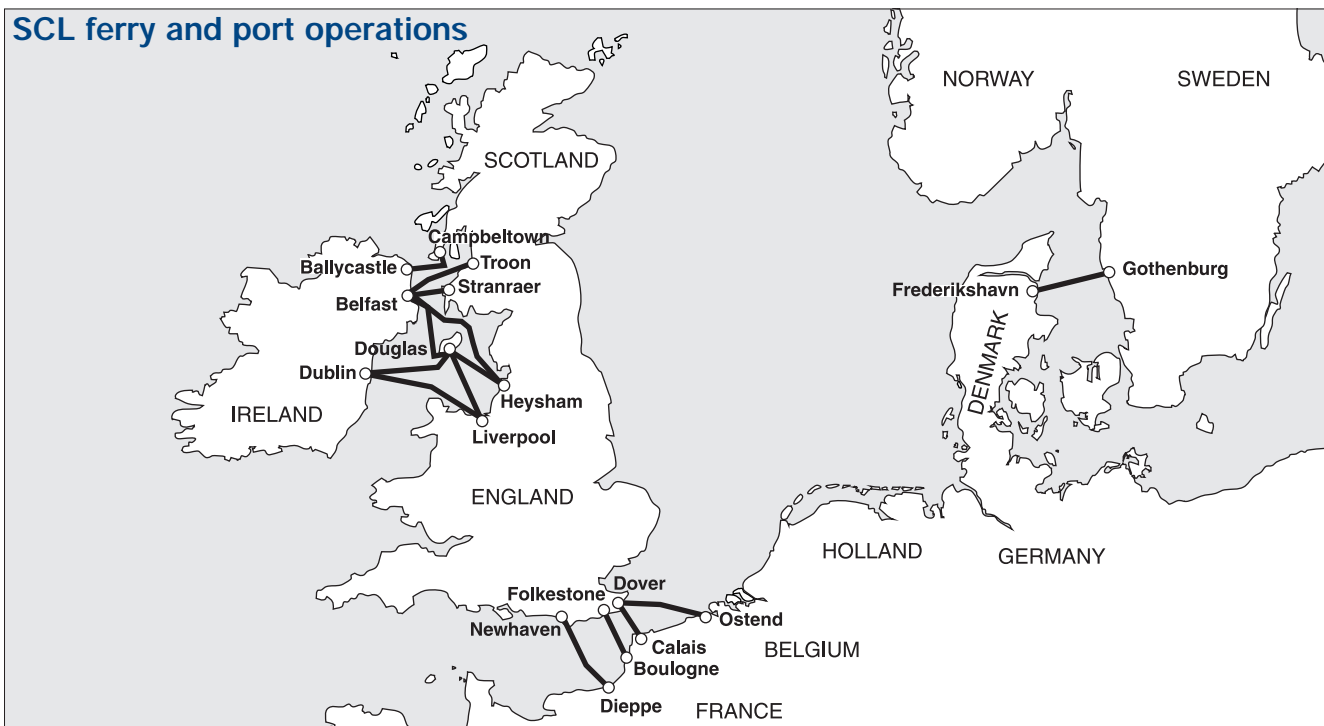 SCL ferry and port operations
NORWAY
SWEDEN
SCOTLAND
Campbeltown
Ballycastle
Troon
Stranraer
Belfast
Gothenburg
Frederikshavn
DENMARK
Douglas
Dublin
Heysham
IRELAND
Liverpool
ENGLAND
HOLLAND
GERMANY
Dover
Folkestone
Newhaven
Ostend
Calais
BELGIUM
Boulogne
Dieppe
FRANCE